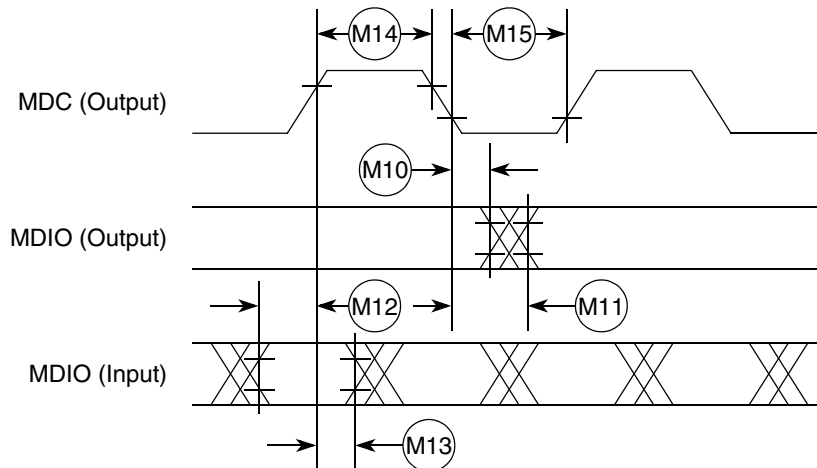 M14
M15
MDC (Output)
M10
MDIO (Output)
M12
M11
MDIO (Input)
M13